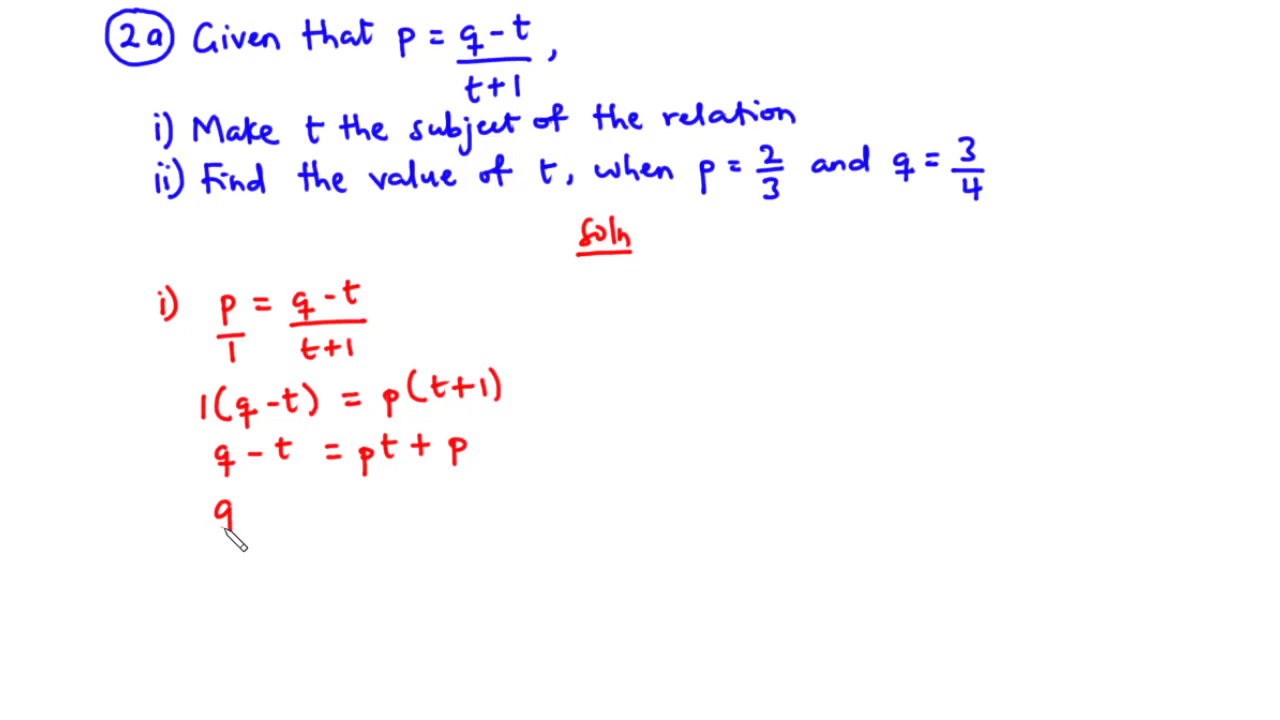 2a Given that p = q - t / t + 1 ,
i) Make t the subject of the relation
ii) Find the value of t, when p = 2/3 and q = 3/4
Soln
i) p/1 = q - t / t + 1
1(q - t) = p(t + 1)
q - t = pt + p
q